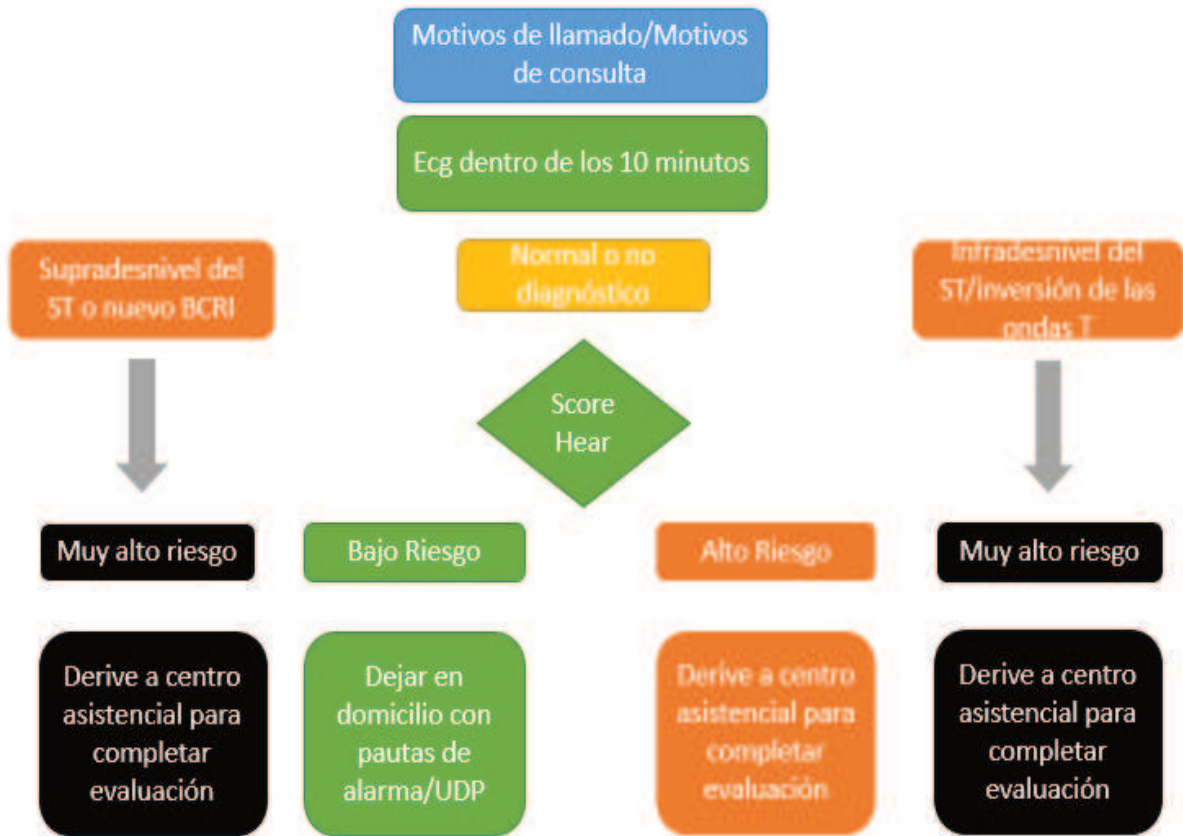 Motivos de llamado/Motivos
de consulta
Ecg dentro de los 10 minutos
Supradesnivel del
ST o nuevo BCRI
Normal o no
diagnóstico
Infradesnivel del
ST/inversión de las
ondas T
Score
Hear
Muy alto riesgo
Bajo Riesgo
Alto Riesgo
Muy alto riesgo
Derive a centro
asistencial para
completar
evaluación
Dejar en
domicilio con
pautas de
alarma/UDP
Derive a centro
asistencial para
completar
evaluación
Derive a centro
asistencial para
completar
evaluación